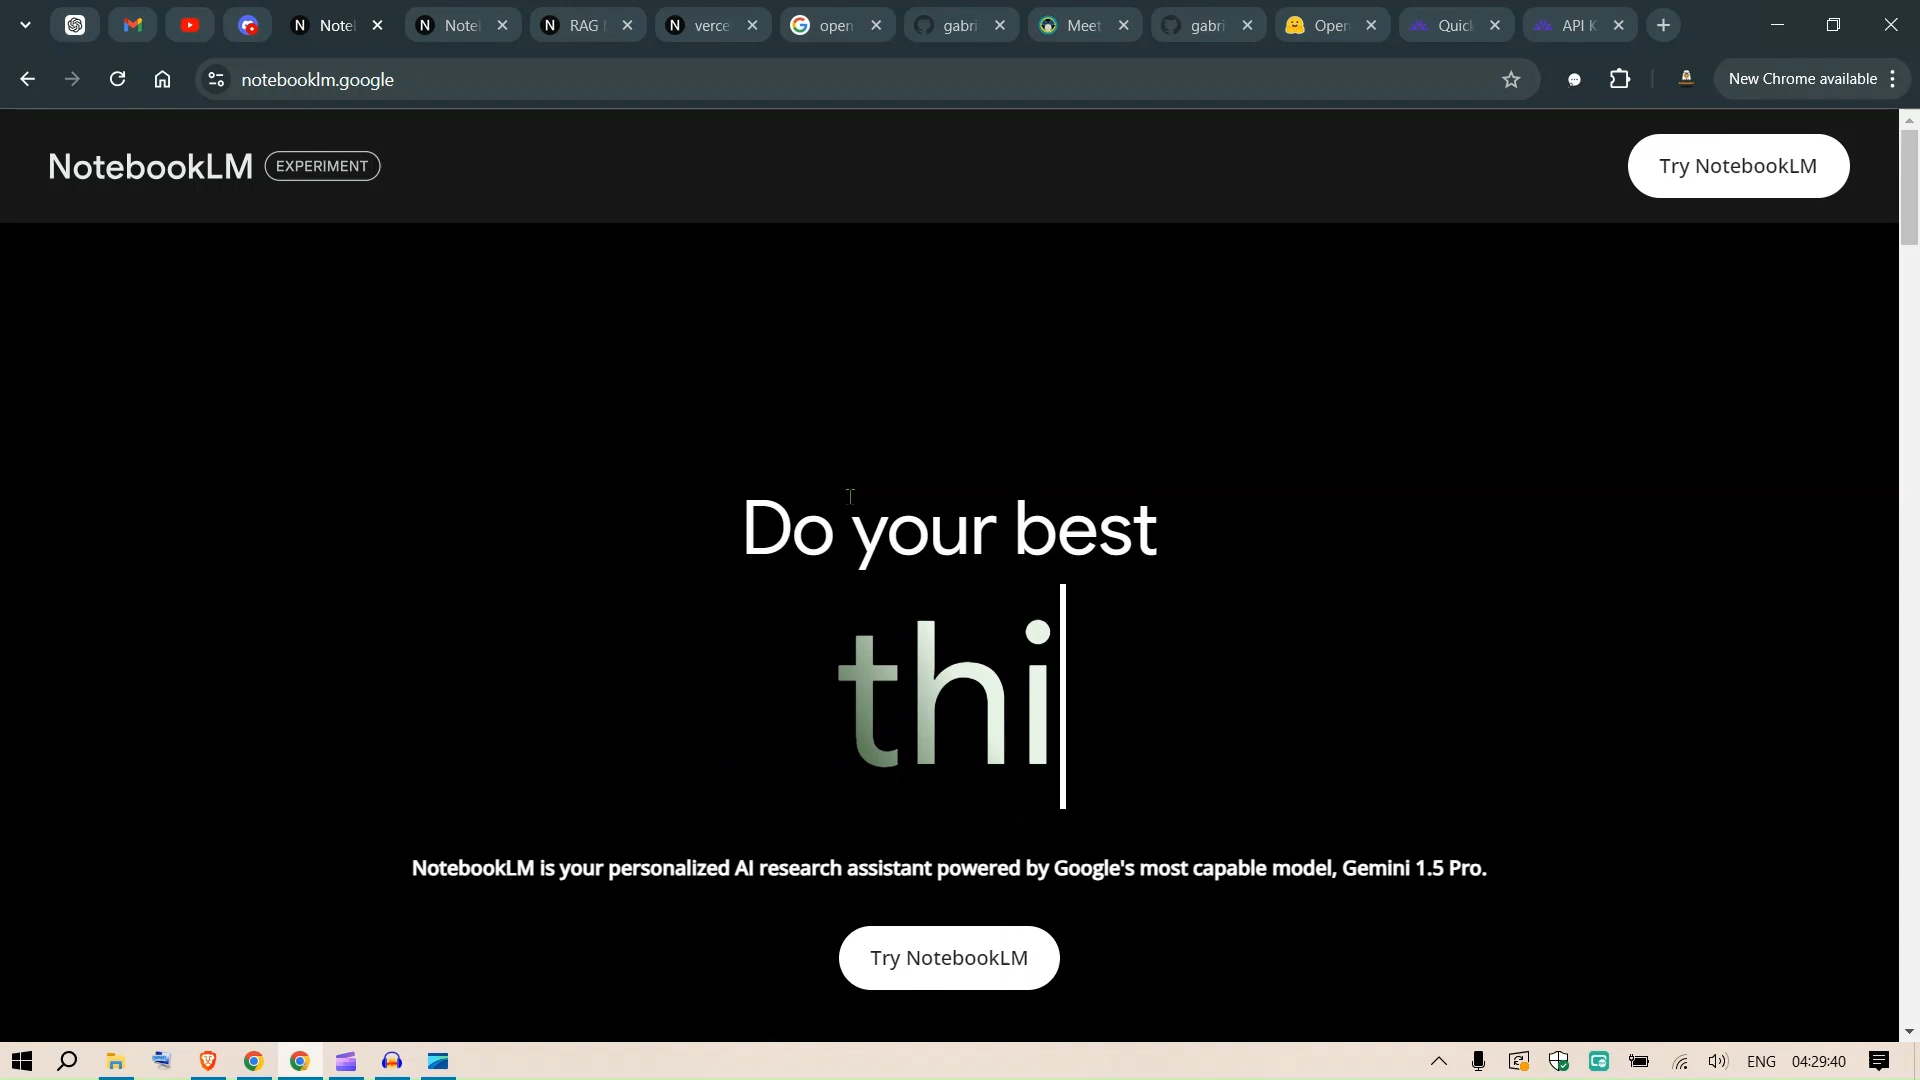 Note
Note
RAG
verce
open
gabri
Meet
gabri
Open
Quic
API K
notebooklm.google
New Chrome available
NotebookLM EXPERIMENT
Try NotebookLM
Do your best
thi
NotebookLM is your personalized AI research assistant powered by Google's most capable model, Gemini 1.5 Pro.
Try NotebookLM
ENG
04:29:40